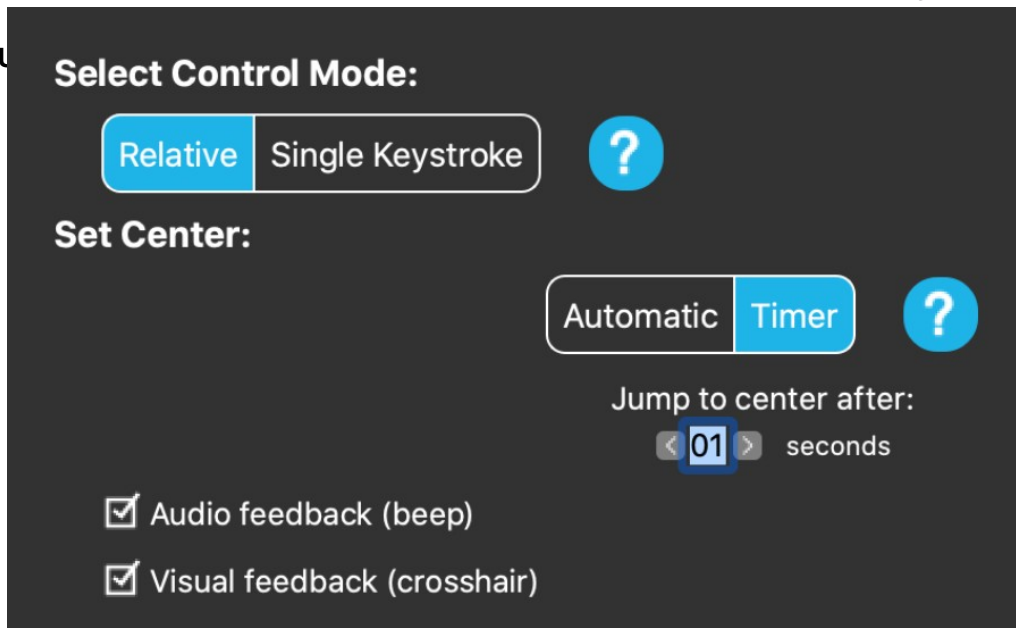 Select Control Mode:
Relative Single Keystroke ?
Set Center:
Automatic Timer ?
Jump to center after:
< 01 > seconds
Audio feedback (beep)
Visual feedback (crosshair)